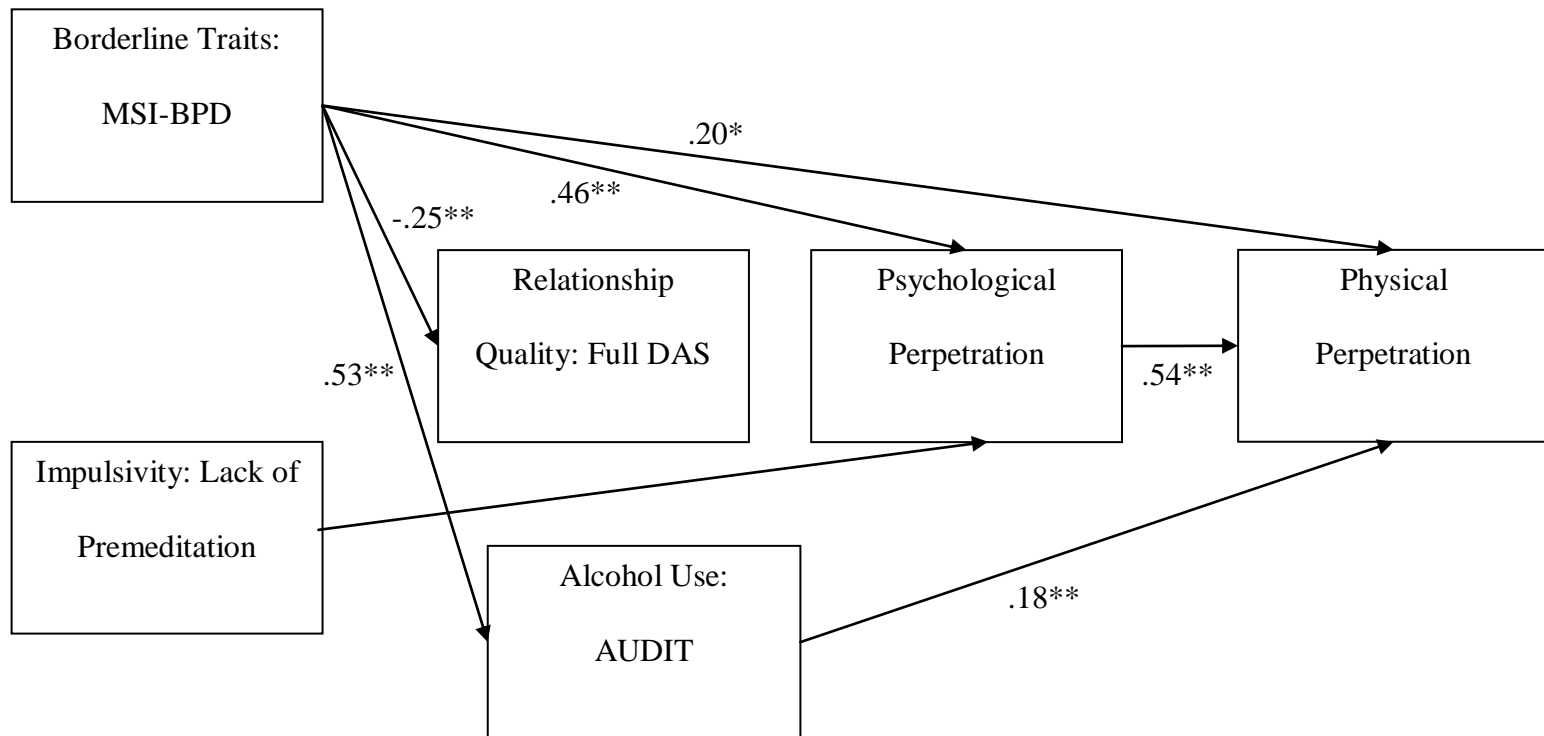 Borderline Traits:
MSI-BPD
.20*
.46**
-.25**
.53**
Relationship
Quality: Full DAS
Psychological
Perpetration
.54**
Physical
Perpetration
Impulsivity: Lack of
Premeditation
Alcohol Use:
AUDIT
.18**